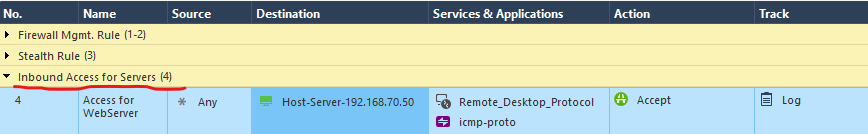 No. Name Source Destination Services & Applications Action Track
Firewall Mgmt. Rule (1-2)
Stealth Rule (3)
Inbound Access for Servers (4)
4 Access for WebServer Any Host-Server-192.168.70.50 Remote_Desktop_Protocol Accept Log
icmp-proto